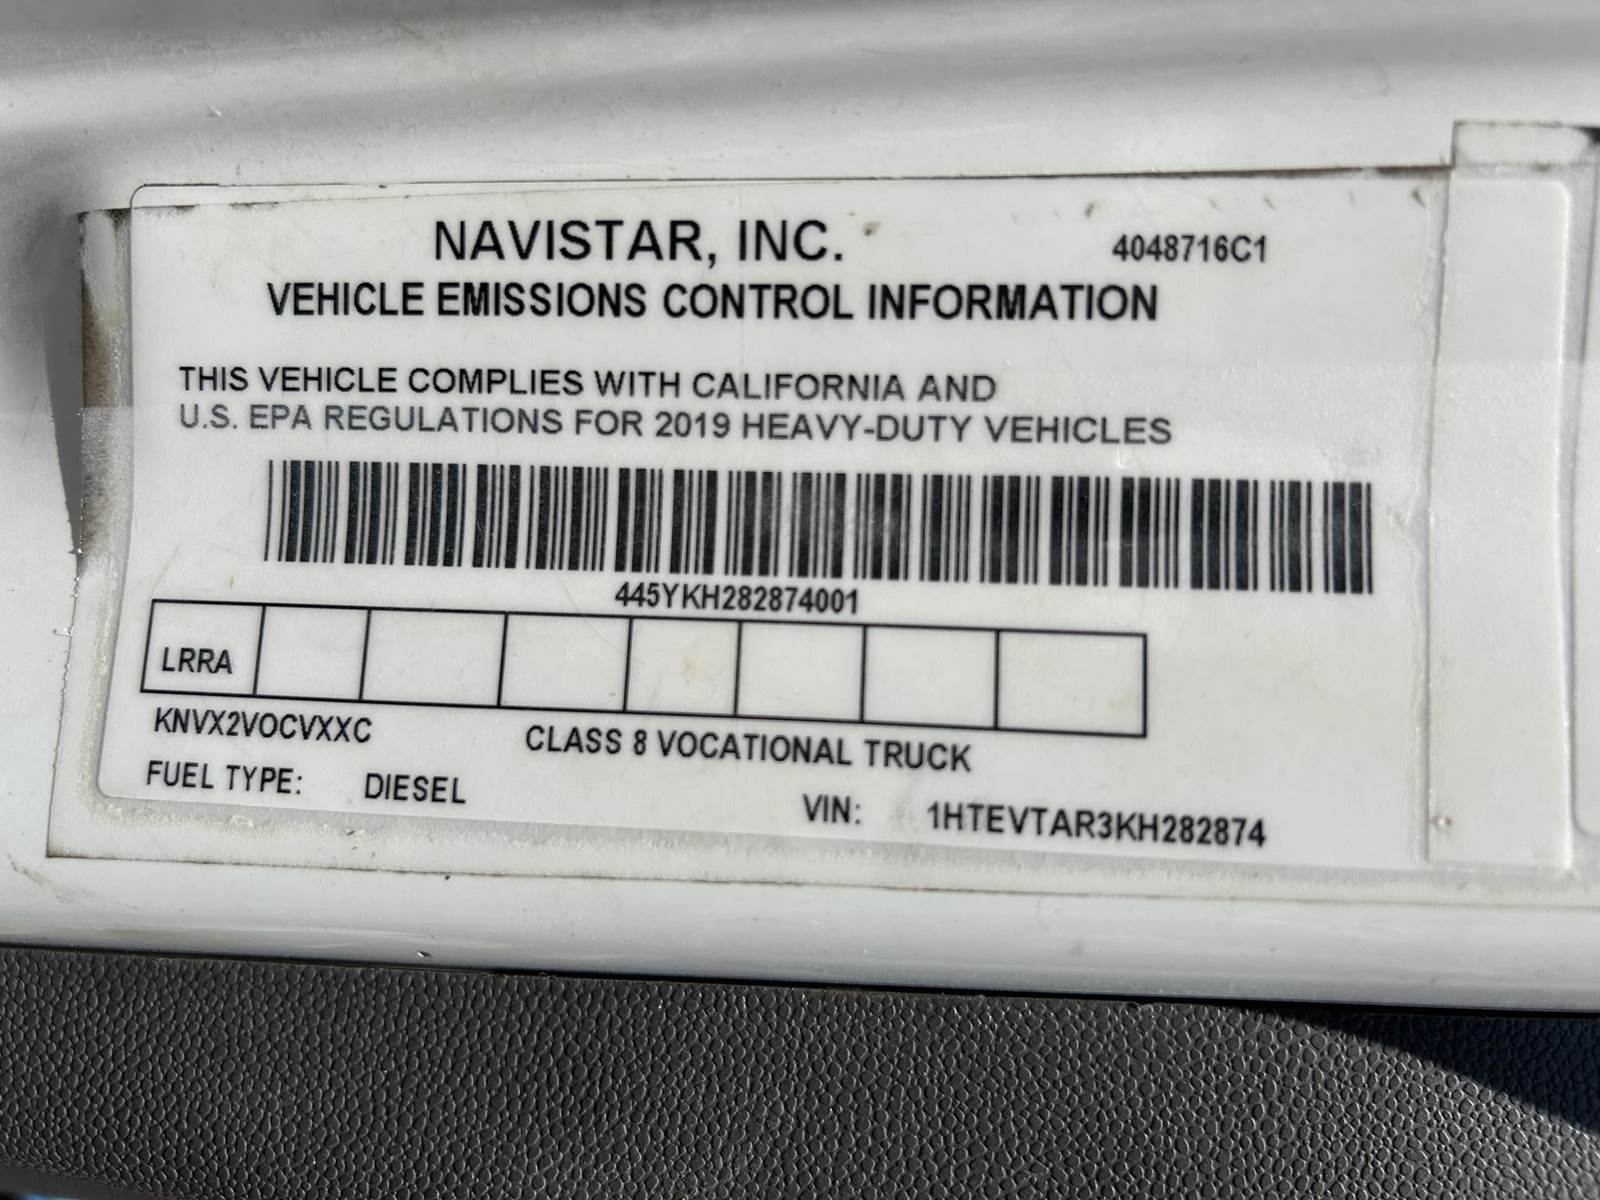 NAVISTAR, INC. 4048716C1
VEHICLE EMISSIONS CONTROL INFORMATION
THIS VEHICLE COMPLIES WITH CALIFORNIA AND
U.S. EPA REGULATIONS FOR 2019 HEAVY-DUTY VEHICLES
445YKH282874001
LRRA
KNVX2VOCVXXC CLASS 8 VOCATIONAL TRUCK
FUEL TYPE: DIESEL
VIN: 1HTEVTAR3KH282874